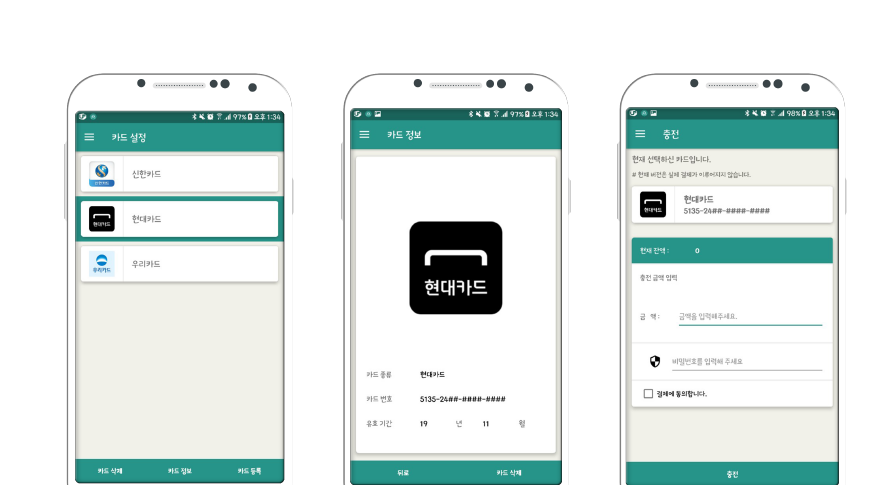 97% 오후 1:34
카드 설정
신한카드
신한카드
현대카드
현대카드
우리카드
우리카드
카드 삭제 카드 정보 카드 등록
97% 오후 1:34
카드 정보
현대카드
카드 종류 현대카드
카드 번호 5135-24##-####-####
유효 기간 19 년 11 월
뒤로 카드 삭제
98% 오후 1:34
충전
현재 선택하신 카드입니다.
# 현재 버전은 실제 결제가 이루어지지 않습니다.
현대카드
현대카드
5135-24##-####-####
현재 잔액 : 0
충전 금액 입력
금 액 : 금액을 입력해주세요.
비밀번호를 입력해 주세요
결제에 동의합니다.
충전